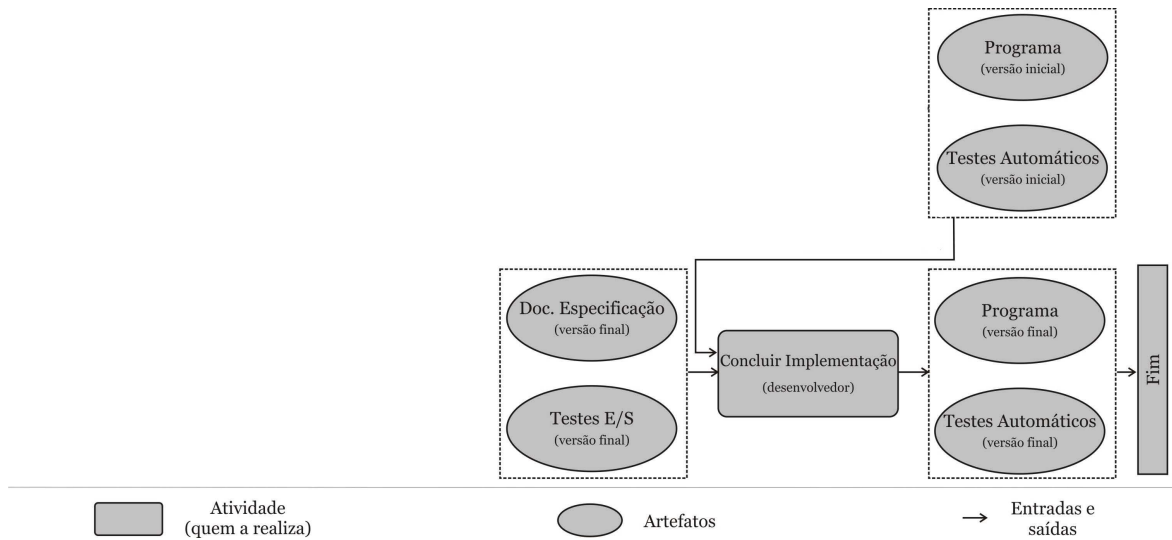 Programa
(versão inicial)
Testes Automáticos
(versão inicial)
Doc. Especificação
(versão final)
Testes E/S
(versão final)
Concluir Implementação
(desenvolvedor)
Programa
(versão final)
Testes Automáticos
(versão final)
Fim
Atividade
(quem a realiza)
Artefatos
Entradas e
saídas